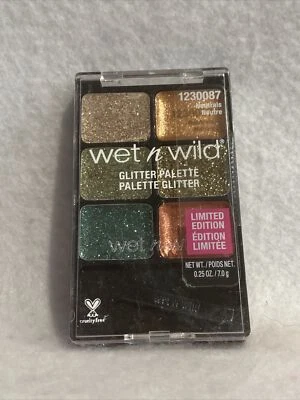 1230087
Neutrals
Neutre
wet n wild®
GLITTER PALETTE
PALETTE GLITTER
LIMITED
EDITION
ÉDITION
LIMITÉE
wet n wild
NET WT. / POIDS NET
0.25 OZ. / 7.0 g
crueltyfree